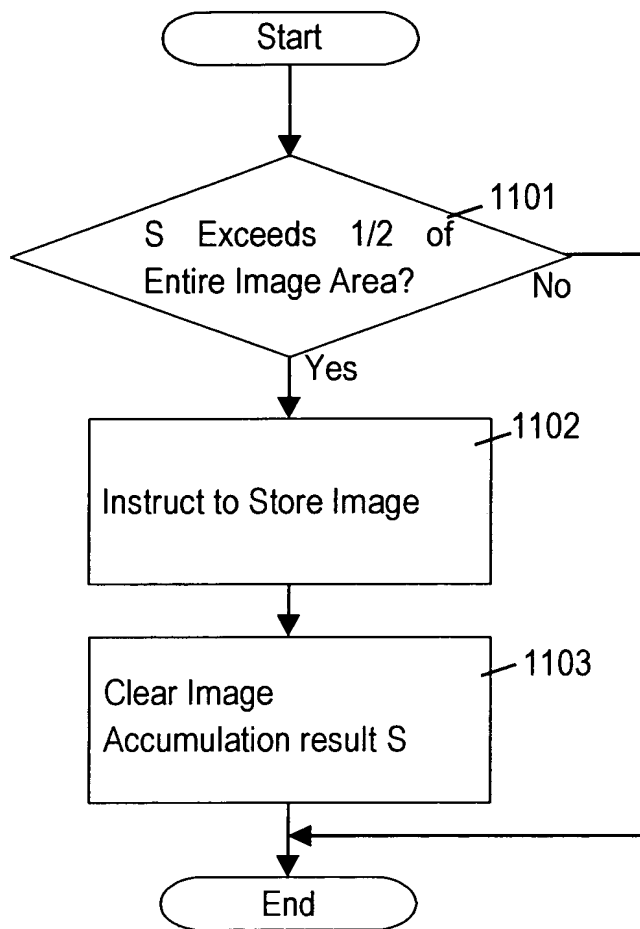 Start
1101
S Exceeds 1/2 of
Entire Image Area?
No
Yes
1102
Instruct to Store Image
1103
Clear Image
Accumulation result S
End